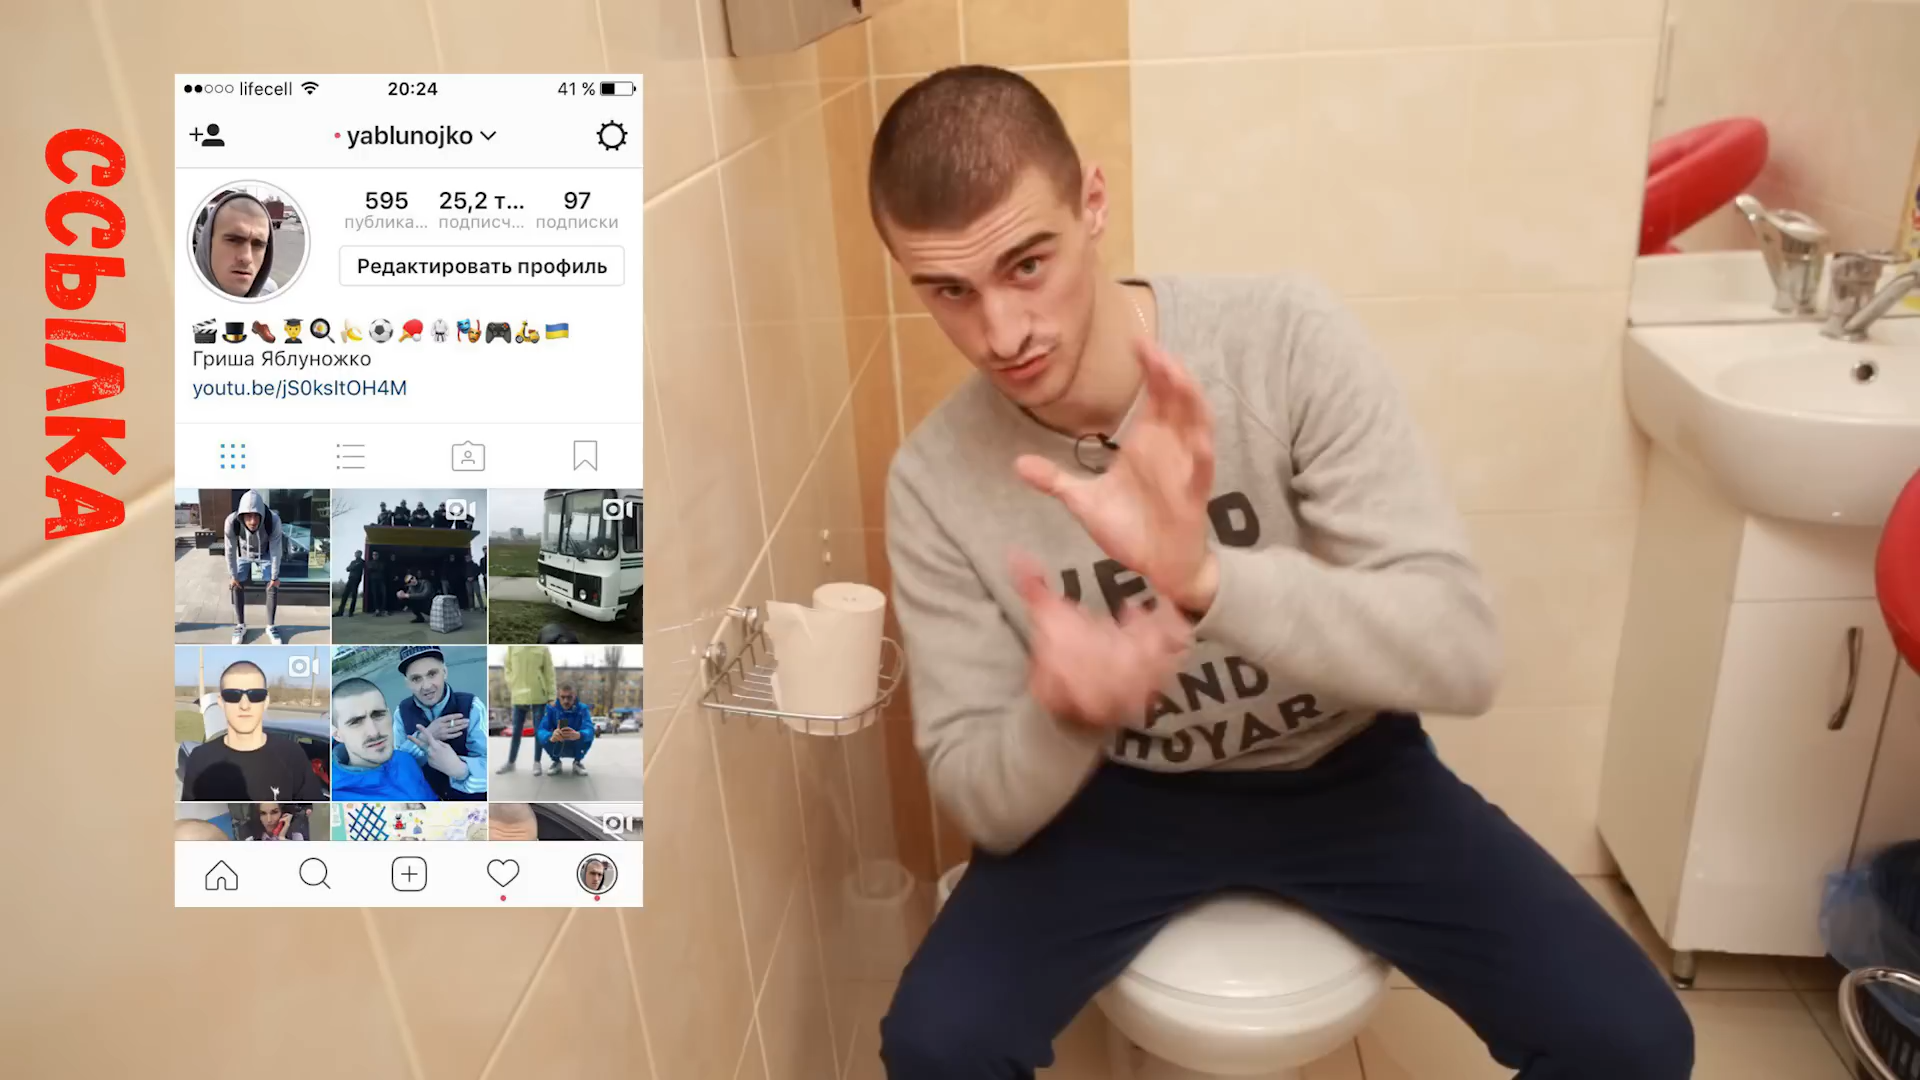 ССЫЛКА
lifecell
20:24
41 %
yablunojko
595
25,2 т...
97
публика...
подписч...
подписки
Редактировать профиль
Гриша Яблуножко
youtu.be/jS0ksItOH4M
AND